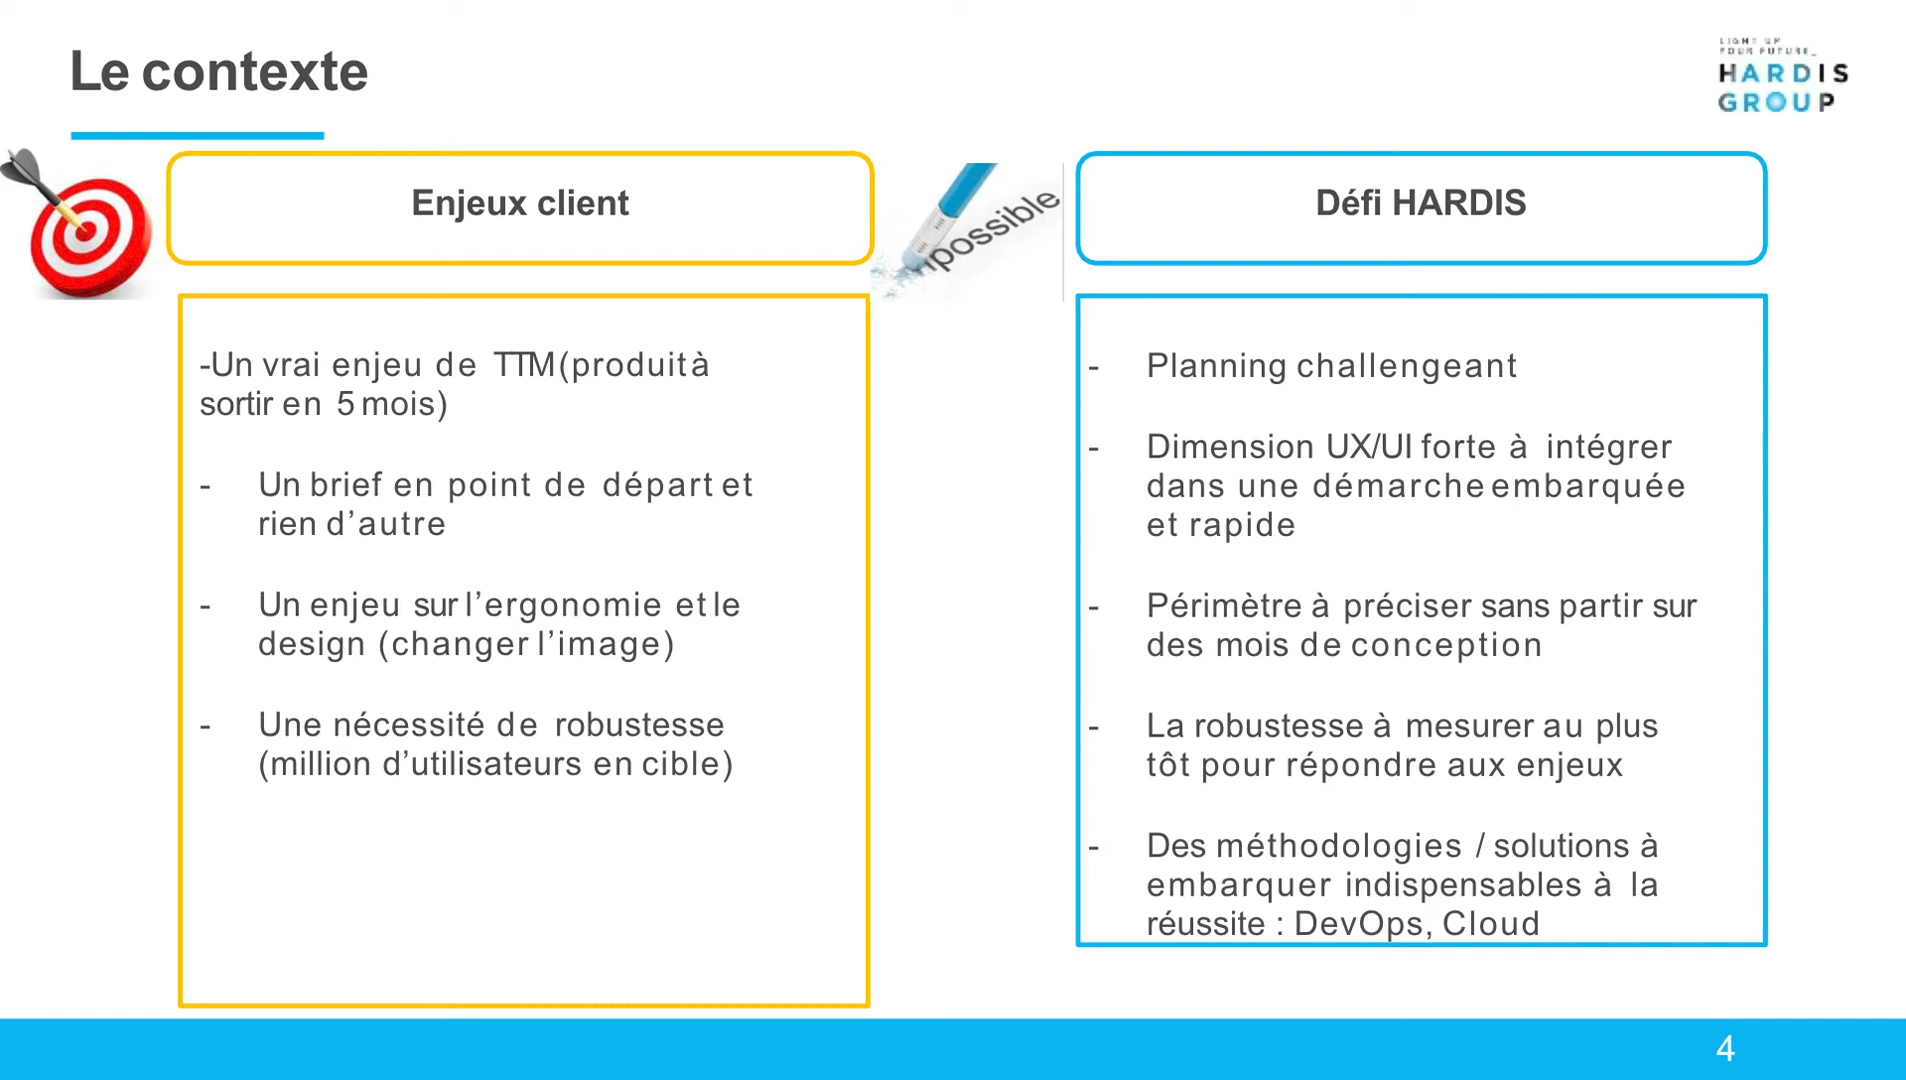 Le contexte
LIGHT UP
YOUR FUTURE_
HARDIS
GROUP
Enjeux client
possible
Défi HARDIS
-Un vrai enjeu de TTM(produit à
sortir en 5 mois)
- Un brief en point de départ et
rien d’autre
- Un enjeu sur l’ergonomie et le
design (changer l’image)
- Une nécessité de robustesse
(million d’utilisateurs en cible)
- Planning challengeant
- Dimension UX/UI forte à intégrer
dans une démarche embarquée
et rapide
- Périmètre à préciser sans partir sur
des mois de conception
- La robustesse à mesurer au plus
tôt pour répondre aux enjeux
- Des méthodologies / solutions à
embarquer indispensables à la
réussite : DevOps, Cloud
4